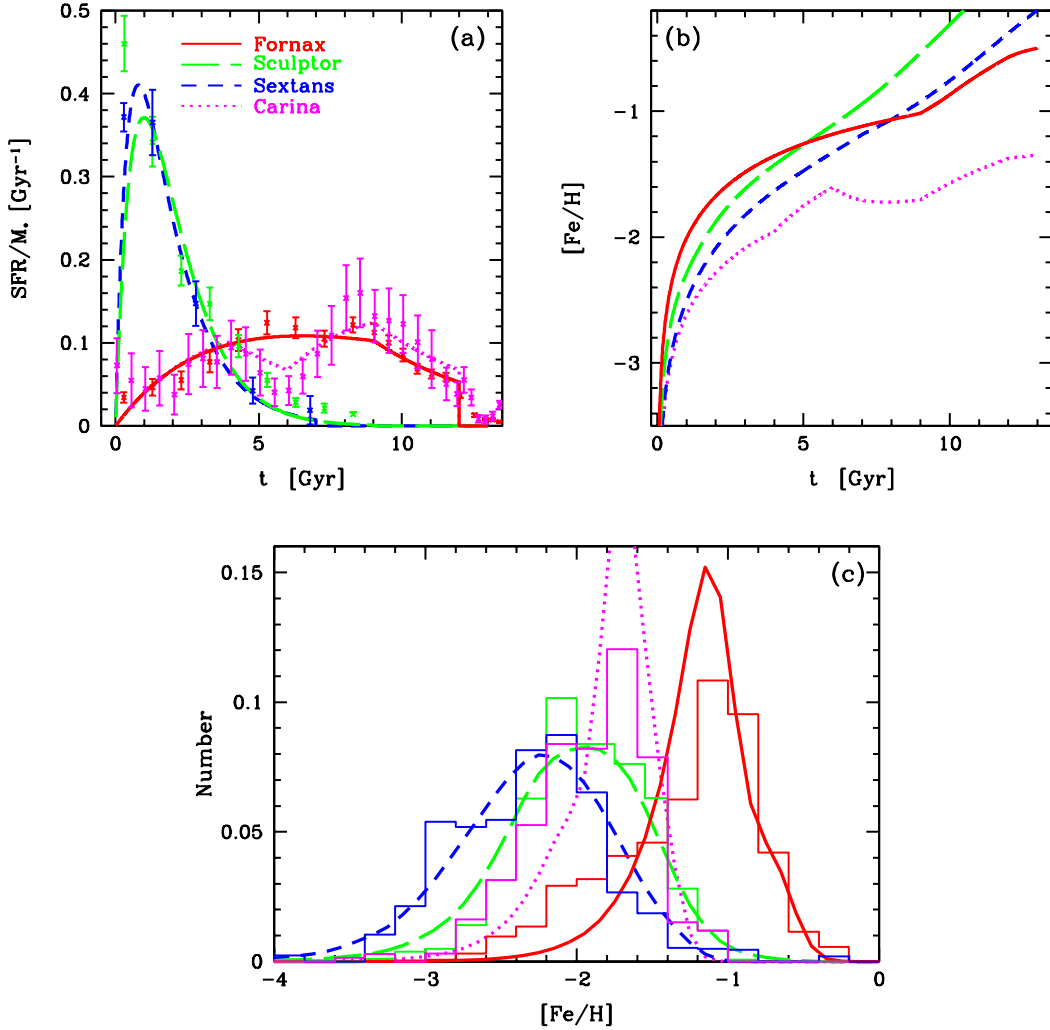 (a)
Fornax
Sculptor
Sextans
Carina
SFR/M* [Gyr⁻¹]
0.5
0.4
0.3
0.2
0.1
0
0 5 10
t [Gyr]
(b)
[Fe/H]
-1
-2
-3
0 5 10
t [Gyr]
(c)
Number
0.15
0.1
0.05
0
-4 -3 -2 -1 0
[Fe/H]